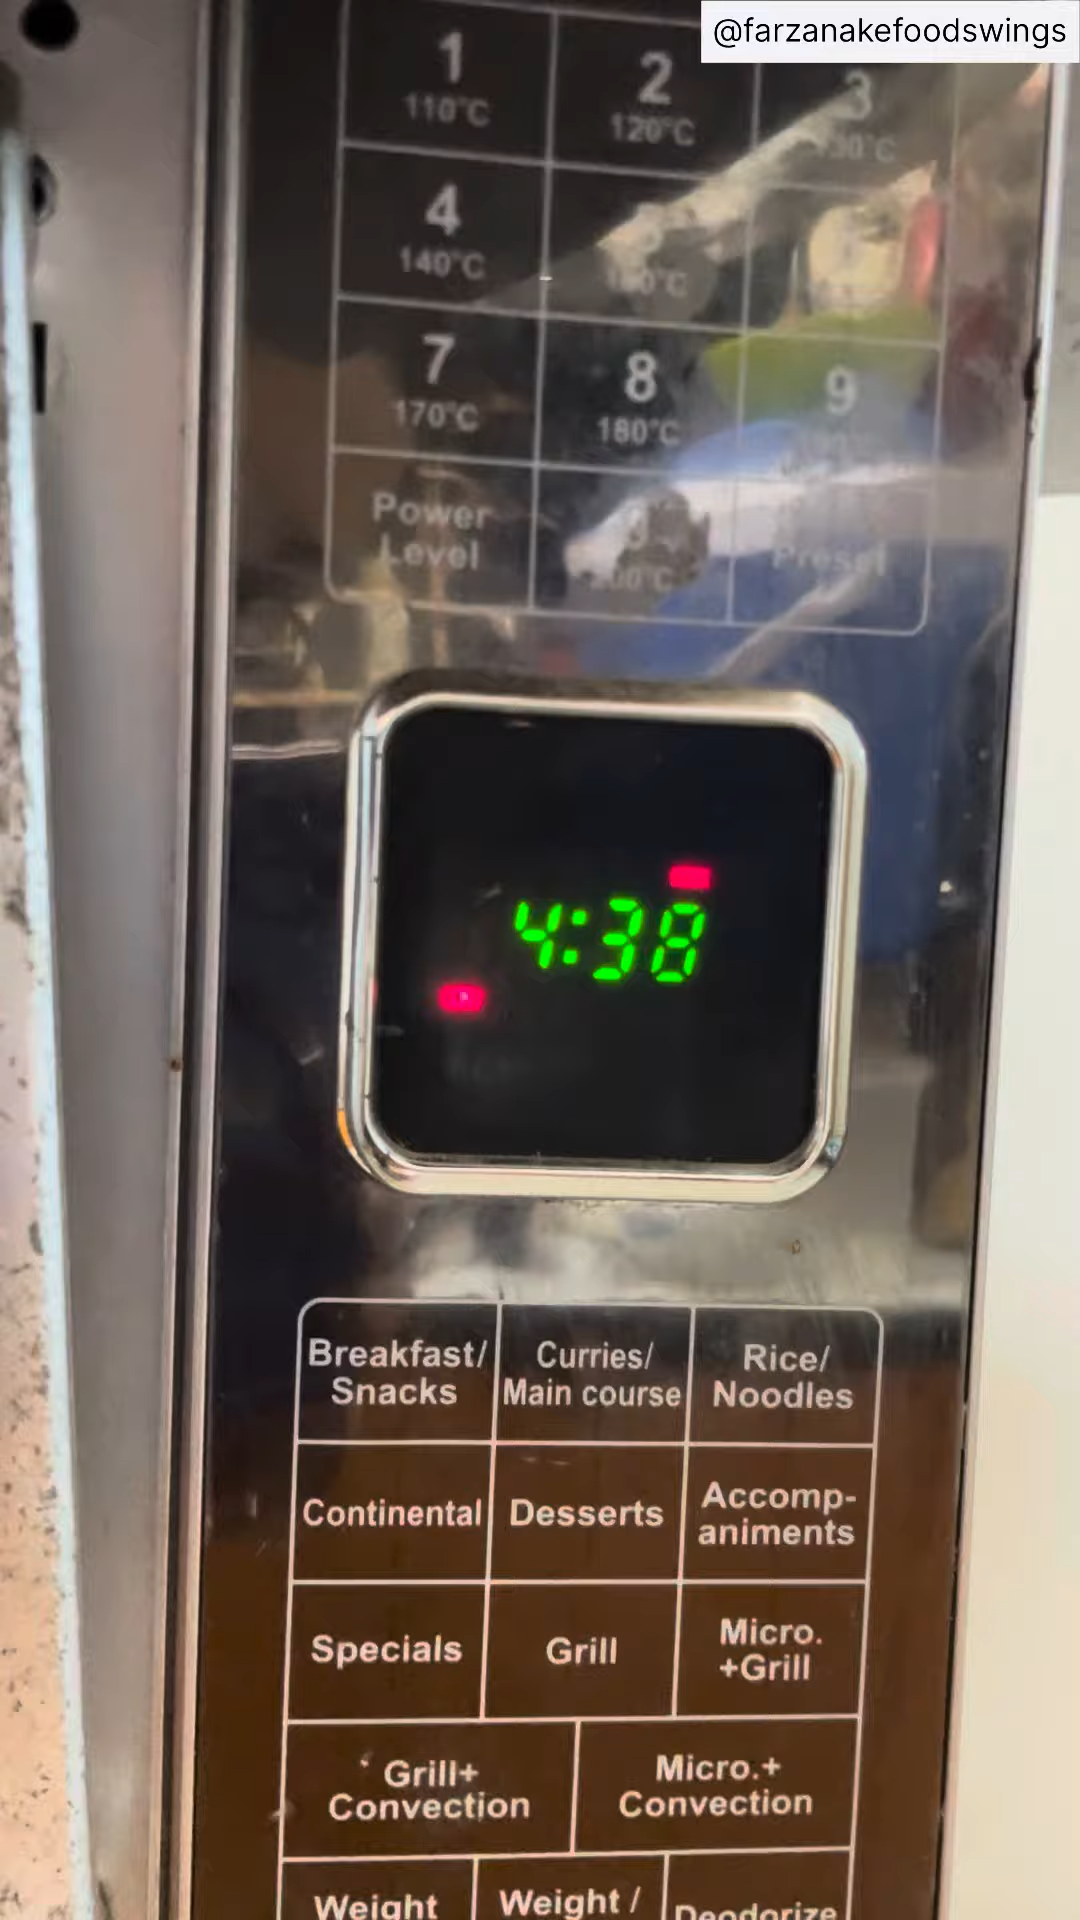 @farzanakefoodswings
1
110°C
2
120°C
3
4
140°C
7
170°C
8
180°C
9
Power
Level
Preset
4:38
Breakfast/
Snacks
Curries/
Main course
Rice/
Noodles
Continental
Desserts
Accomp-
animents
Specials
Grill
Micro.
+Grill
Grill+
Convection
Micro.+
Convection
Weight
Weight /
Deodorize